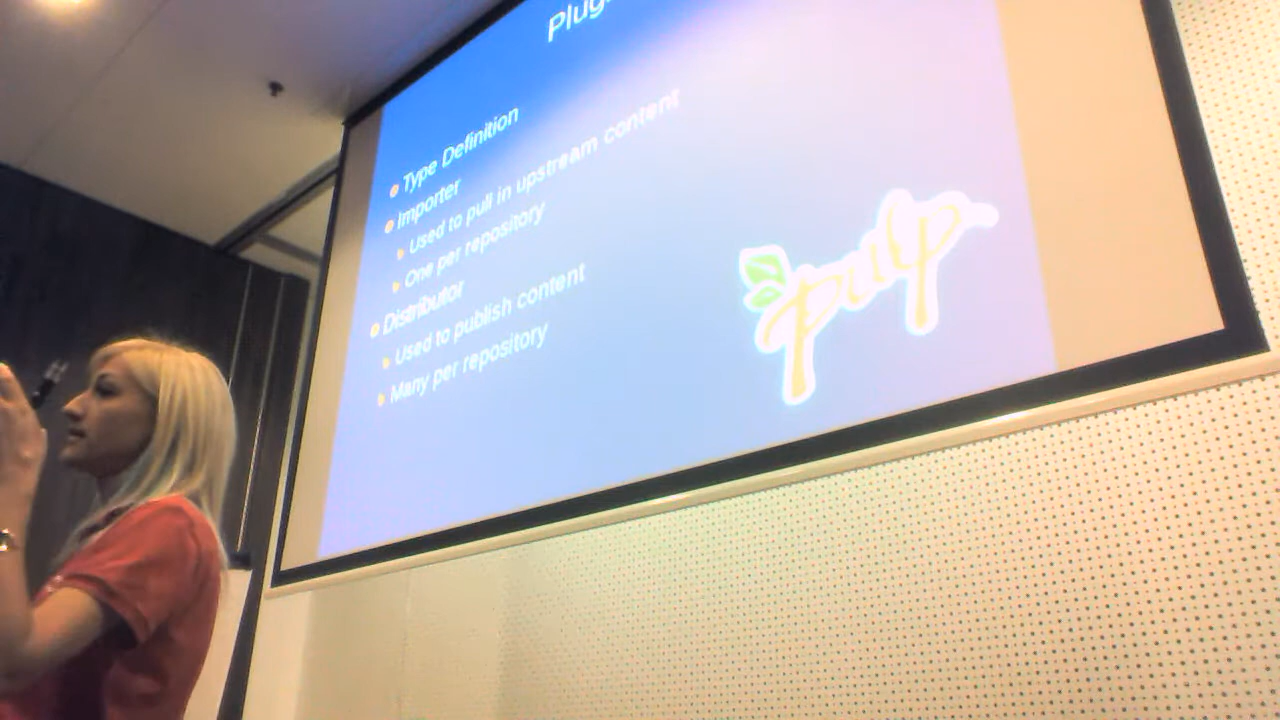 Type Definition
Importer
Used to pull in upstream content
One per repository
Distributor
Used to publish content
Many per repository
pulp